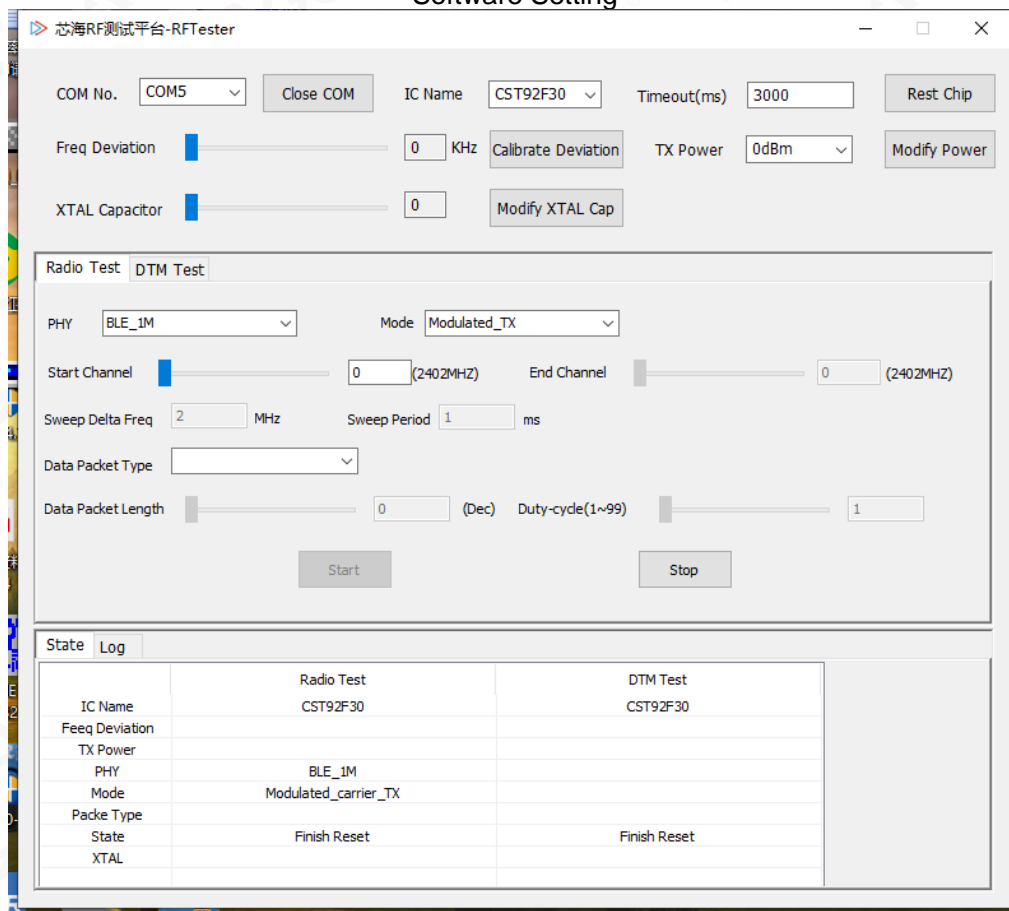 Software Setting
芯海RF测试平台-RFTester
COM No. COM5 Close COM IC Name CST92F30 Timeout(ms) 3000 Rest Chip
Freq Deviation 0 KHz Calibrate Deviation TX Power 0dBm Modify Power
XTAL Capacitor 0 Modify XTAL Cap
Radio Test DTM Test
PHY BLE_1M Mode Modulated_TX
Start Channel 0 (2402MHZ) End Channel 0 (2402MHZ)
Sweep Delta Freq 2 MHz Sweep Period 1 ms
Data Packet Type
Data Packet Length 0 (Dec) Duty-cycle(1~99) 1
Start Stop
State Log
Radio Test DTM Test
IC Name CST92F30 CST92F30
Feeq Deviation
TX Power
PHY BLE_1M
Mode Modulated_carrier_TX
Packe Type
State Finish Reset Finish Reset
XTAL